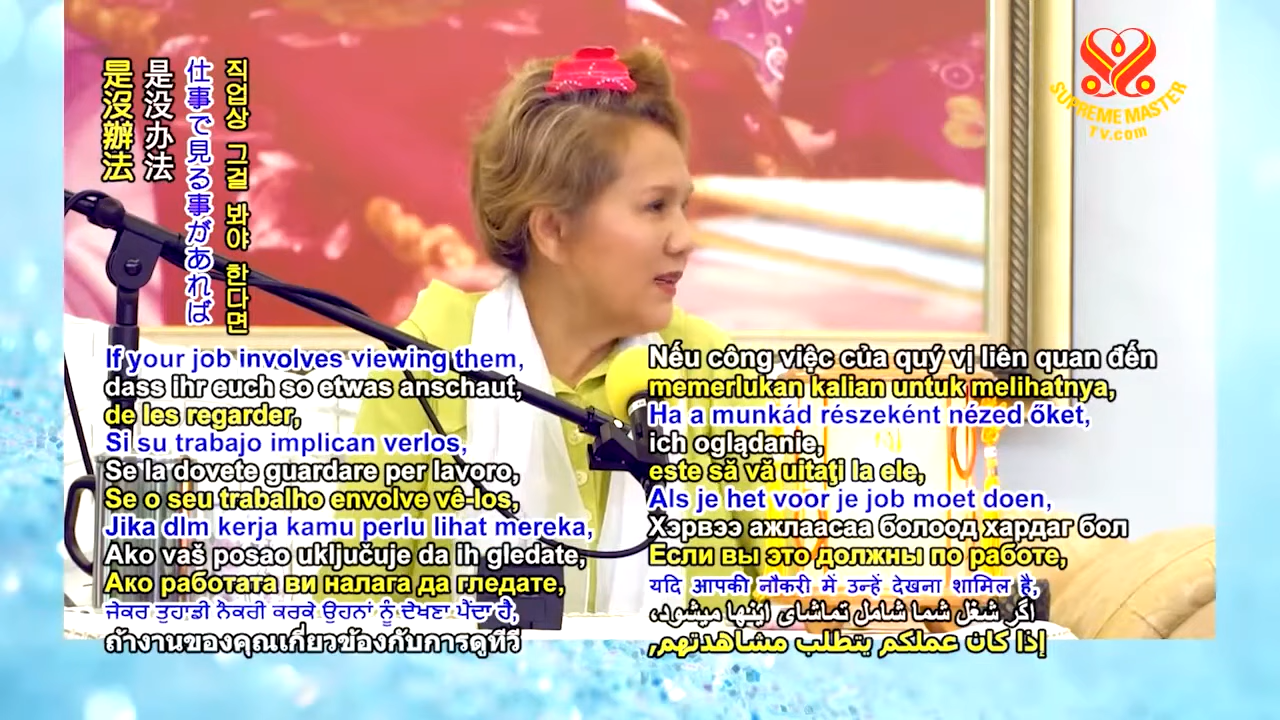 是沒辦法
是没办法
仕事で見る事があれば
직업상 그걸 봐야 한다면
SUPREME MASTER
TV.com
If your job involves viewing them,
dass ihr euch so etwas anschaut,
de les regarder,
Si su trabajo implican verlos,
Se la dovete guardare per lavoro,
Se o seu trabalho envolve vê-los,
Jika dlm kerja kamu perlu lihat mereka,
Ako vaš posao uključuje da ih gledate,
Ако работата ви налага да гледате,
ਜੇਕਰ ਤੁਹਾਡੀ ਨੌਕਰੀ ਕਰਕੇ ਉਹਨਾਂ ਨੂੰ ਦੇਖਣਾ ਪੈਂਦਾ ਹੈ,
ถ้างานของคุณเกี่ยวข้องกับการดูทีวี
Nếu công việc của quý vị liên quan đến
memerlukan kalian untuk melihatnya,
Ha a munkád részeként nézed őket,
ich oglądanie,
este să vă uitaţi la ele,
Als je het voor je job moet doen,
Хэрвээ ажлаасаа болоод хардаг бол
Если вы это должны по работе,
यदि आपकी नौकरी में उन्हें देखना शामिल है,
اگر شغل شما شامل تماشای اینها میشود،
إذا كان عملكم يتطلب مشاهدتهم,